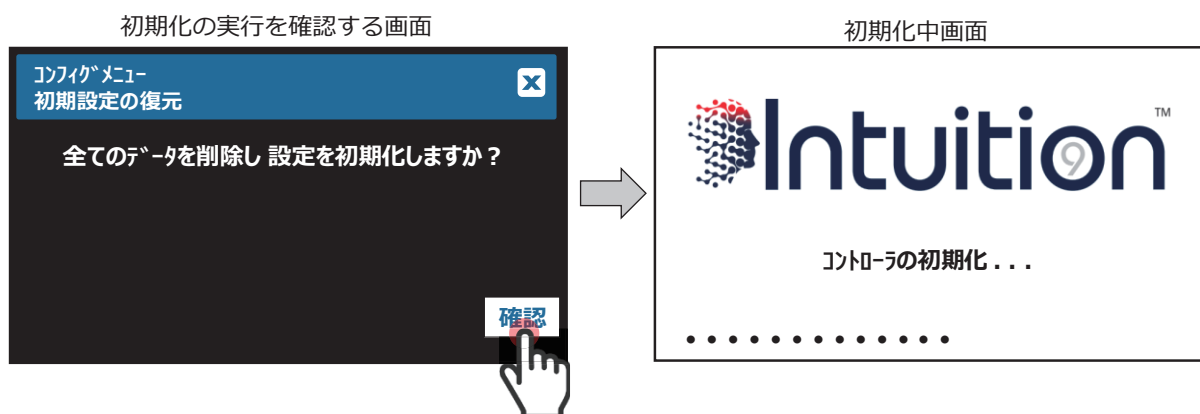 初期化の実行を確認する画面
ｺﾝﾌｨｸﾞﾒﾆｭｰ
初期設定の復元
X
全てのﾃﾞｰﾀを削除し 設定を初期化しますか？
確認
初期化中画面
Intuition9™
ｺﾝﾄﾛｰﾗの初期化 . . .
• • • • • • • • • • • • •